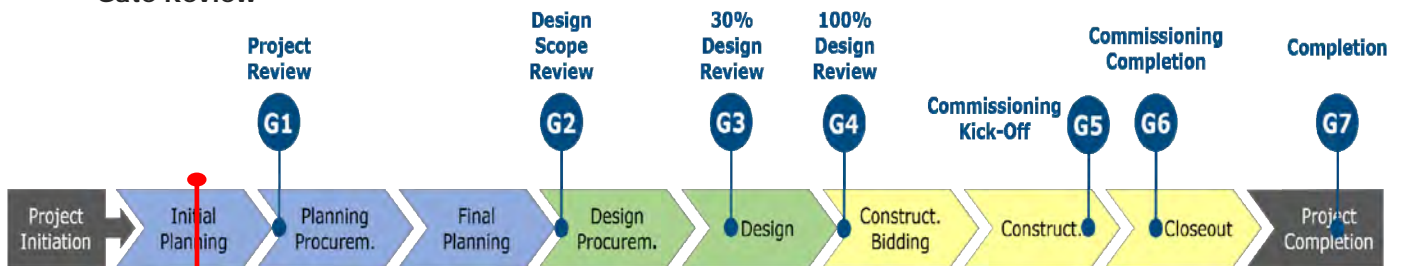 Gate Review
Project
Review
Design
Scope
Review
30%
Design
Review
100%
Design
Review
Commissioning
Kick-Off
Commissioning
Completion
Completion
G1
G2
G3
G4
G5
G6
G7
Project
Initiation
Initial
Planning
Planning
Procurem.
Final
Planning
Design
Procurem.
Design
Construct.
Bidding
Construct.
Closeout
Project
Completion